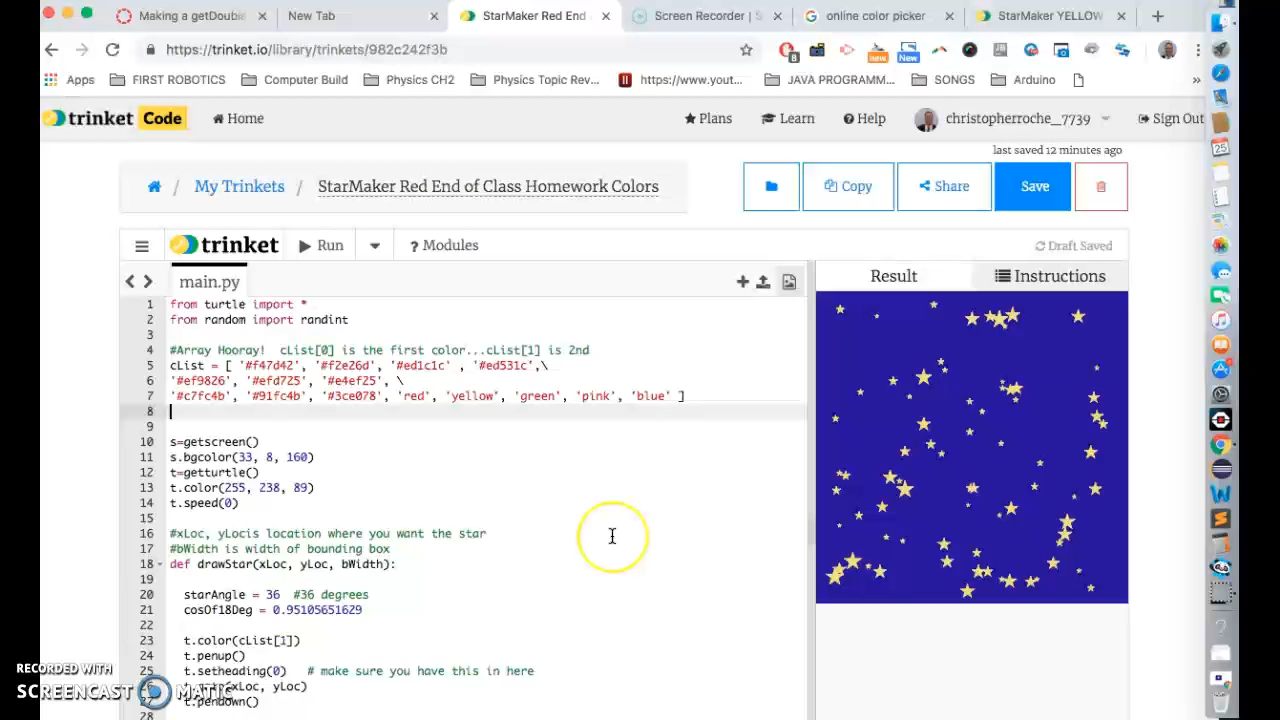 Making a getDoubl
New Tab
StarMaker Red End
Screen Recorder | S
online color picker
StarMaker YELLOW
https://trinket.io/library/trinkets/982c242f3b
8
new
New
Apps
FIRST ROBOTICS
Computer Build
Physics CH2
Physics Topic Rev...
https://www.yout...
JAVA PROGRAMM...
SONGS
Arduino
»
trinket Code
Home
Plans
Learn
Help
christopherroche_7739
Sign Out
last saved 12 minutes ago
/ My Trinkets / StarMaker Red End of Class Homework Colors
Copy
Share
Save
trinket
Run
? Modules
Draft Saved
main.py
Result
Instructions
1 from turtle import *
2 from random import randint
3
4 #Array Hooray!  cList[0] is the first color...cList[1] is 2nd
5 cList = [ '#f47d42', '#f2e26d', '#ed1c1c' , '#ed531c',\
6 '#ef9826', '#efd725', '#e4ef25', \
7 '#c7fc4b', '#91fc4b', '#3ce078', 'red', 'yellow', 'green', 'pink', 'blue' ]
8
9
10 s=getscreen()
11 s.bgcolor(33, 8, 160)
12 t=getturtle()
13 t.color(255, 238, 89)
14 t.speed(0)
15
16 #xLoc, yLocis location where you want the star
17 #bWidth is width of bounding box
18 def drawStar(xLoc, yLoc, bWidth):
19
20 starAngle = 36  #36 degrees
21 cosOf18Deg = 0.95105651629
22
23 t.color(cList[1])
24 t.penup()
25 t.setheading(0)   # make sure you have this in here
(xLoc, yLoc)
t.pendown()
28
RECORDED WITH
SCREENCAST MATIC
25